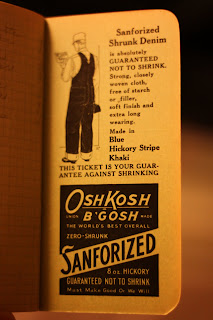 Sanforized
Shrunk Denim
is absolutely
GUARANTEED
NOT TO SHRINK.
Strong, closely
woven cloth,
free of starch
or filler,
soft finish and
extra long
wearing.
Made in
Blue
Hickory Stripe
Khaki
THIS TICKET IS YOUR GUAR-
ANTEE AGAINST SHRINKING
OSHKOSH
UNION B'GOSH MADE
THE WORLD'S BEST OVERALL
ZERO-SHRUNK
SANFORIZED
8 oz. HICKORY
GUARANTEED NOT TO SHRINK
Must Make Good Or We Will